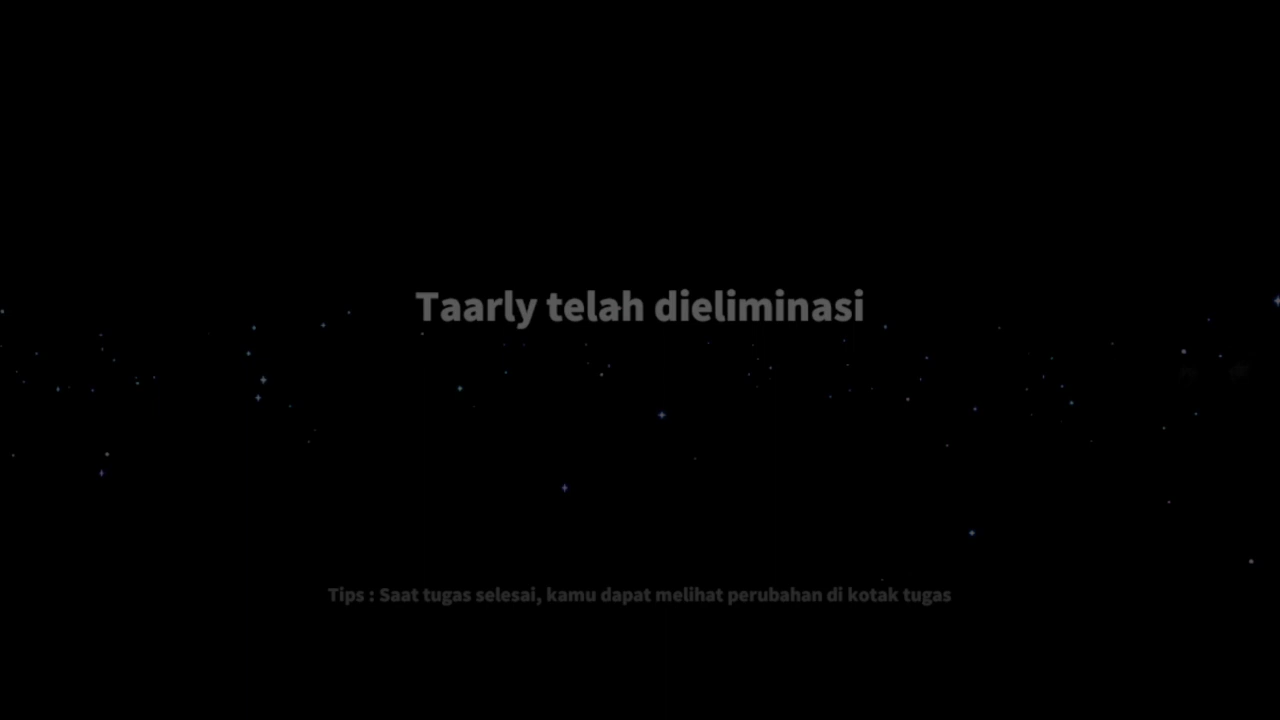 Taarly telah dieliminasi
Tips : Saat tugas selesai, kamu dapat melihat perubahan di kotak tugas